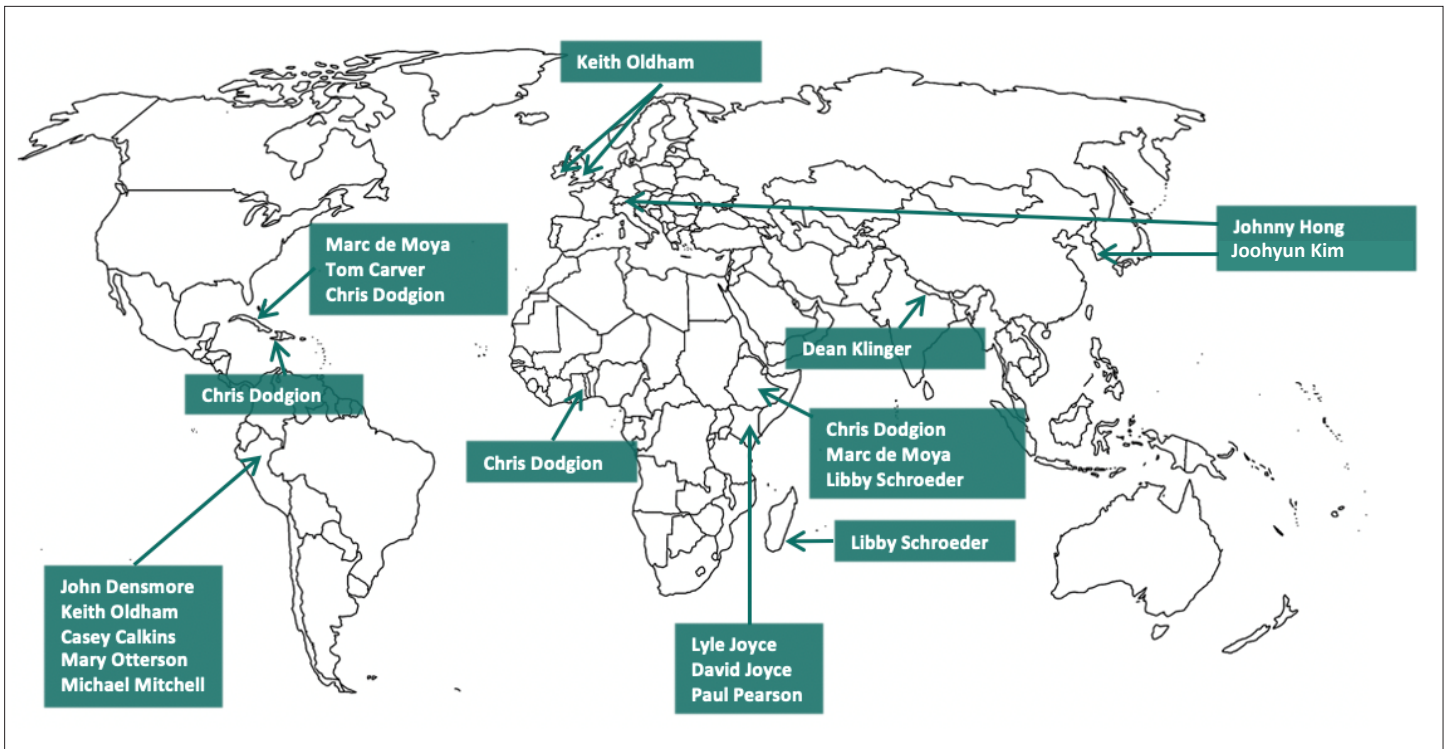 Keith Oldham
Johnny Hong
Joohyun Kim
Marc de Moya
Tom Carver
Chris Dodgion
Dean Klinger
Chris Dodgion
Chris Dodgion
Chris Dodgion
Marc de Moya
Libby Schroeder
Libby Schroeder
John Densmore
Keith Oldham
Casey Calkins
Mary Otterson
Michael Mitchell
Lyle Joyce
David Joyce
Paul Pearson